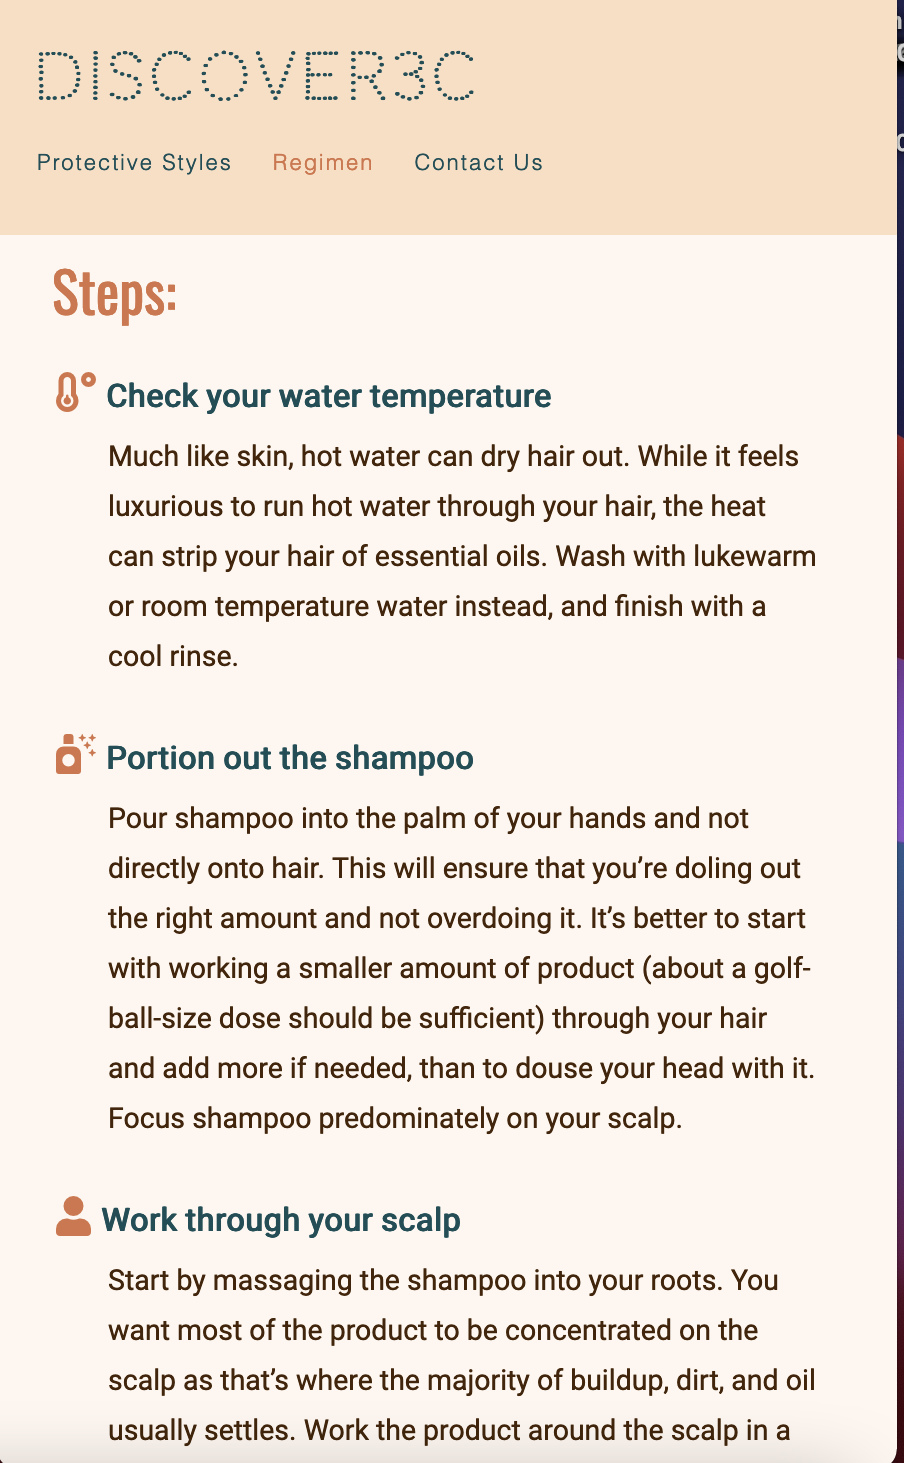 DISCOVER3C
Protective Styles Regimen Contact Us
Steps:
Check your water temperature
Much like skin, hot water can dry hair out. While it feels
luxurious to run hot water through your hair, the heat
can strip your hair of essential oils. Wash with lukewarm
or room temperature water instead, and finish with a
cool rinse.
Portion out the shampoo
Pour shampoo into the palm of your hands and not
directly onto hair. This will ensure that you’re doling out
the right amount and not overdoing it. It’s better to start
with working a smaller amount of product (about a golf-
ball-size dose should be sufficient) through your hair
and add more if needed, than to douse your head with it.
Focus shampoo predominately on your scalp.
Work through your scalp
Start by massaging the shampoo into your roots. You
want most of the product to be concentrated on the
scalp as that’s where the majority of buildup, dirt, and oil
usually settles. Work the product around the scalp in a